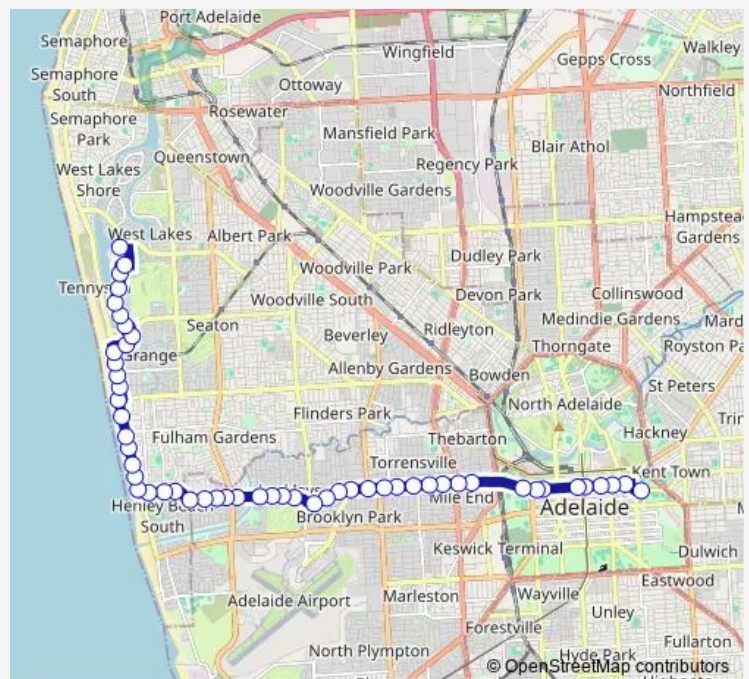 Port Adelaide
Semaphore
Wingfield
Gepps Cross
Walkley
Semaphore
South
Ottoway
Northfield
Rosewater
Semaphore
Park
Mansfield Park
Blair Athol
Queenstown
Regency Park
West Lakes
Shore
Woodville Gardens
Hampstead
Gardens
West Lakes
Albert Park
Dudley Park
Woodville Park
Tennys
Woodville South
Devon Park
Collinswood
Medindie Gardens
Mard
Seaton
Beverley
Ridleyton
Thorngate
Royston Pa
Grange
Allenby Gardens
Bowden
St Peters
North Adelaide
Flinders Park
Trin
Fulham Gardens
Thebarton
Hackney
Torrensville
Kent Town
Henley Beach
South
Mile End
Adelaide
Brooklyn Park
Keswick Terminal
Dulwich
Eastwood
Adelaide Airport
Marleston
Wayville
Unley
Forestville
Fullarton
North Plympton
Hyde Park
© OpenStreetMap contributors